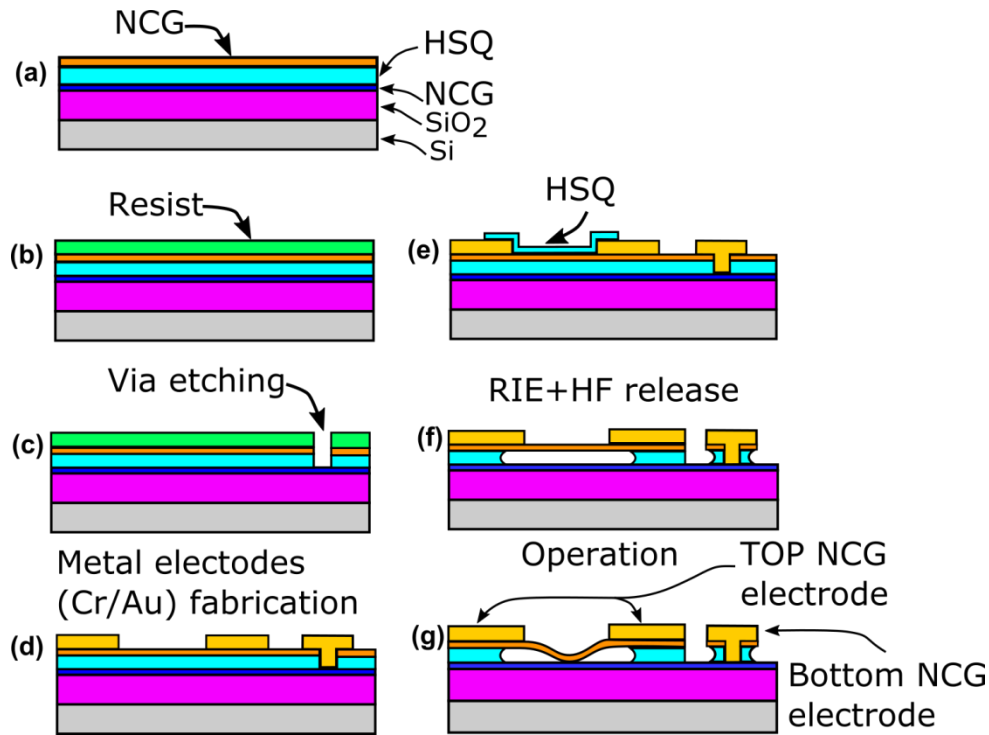 NCG
HSQ
(a)
NCG
SiO2
Si
Resist
(b)
HSQ
(e)
Via etching
(c)
RIE+HF release
(f)
Metal electodes
(Cr/Au) fabrication
(d)
Operation
TOP NCG
electrode
(g)
Bottom NCG
electrode